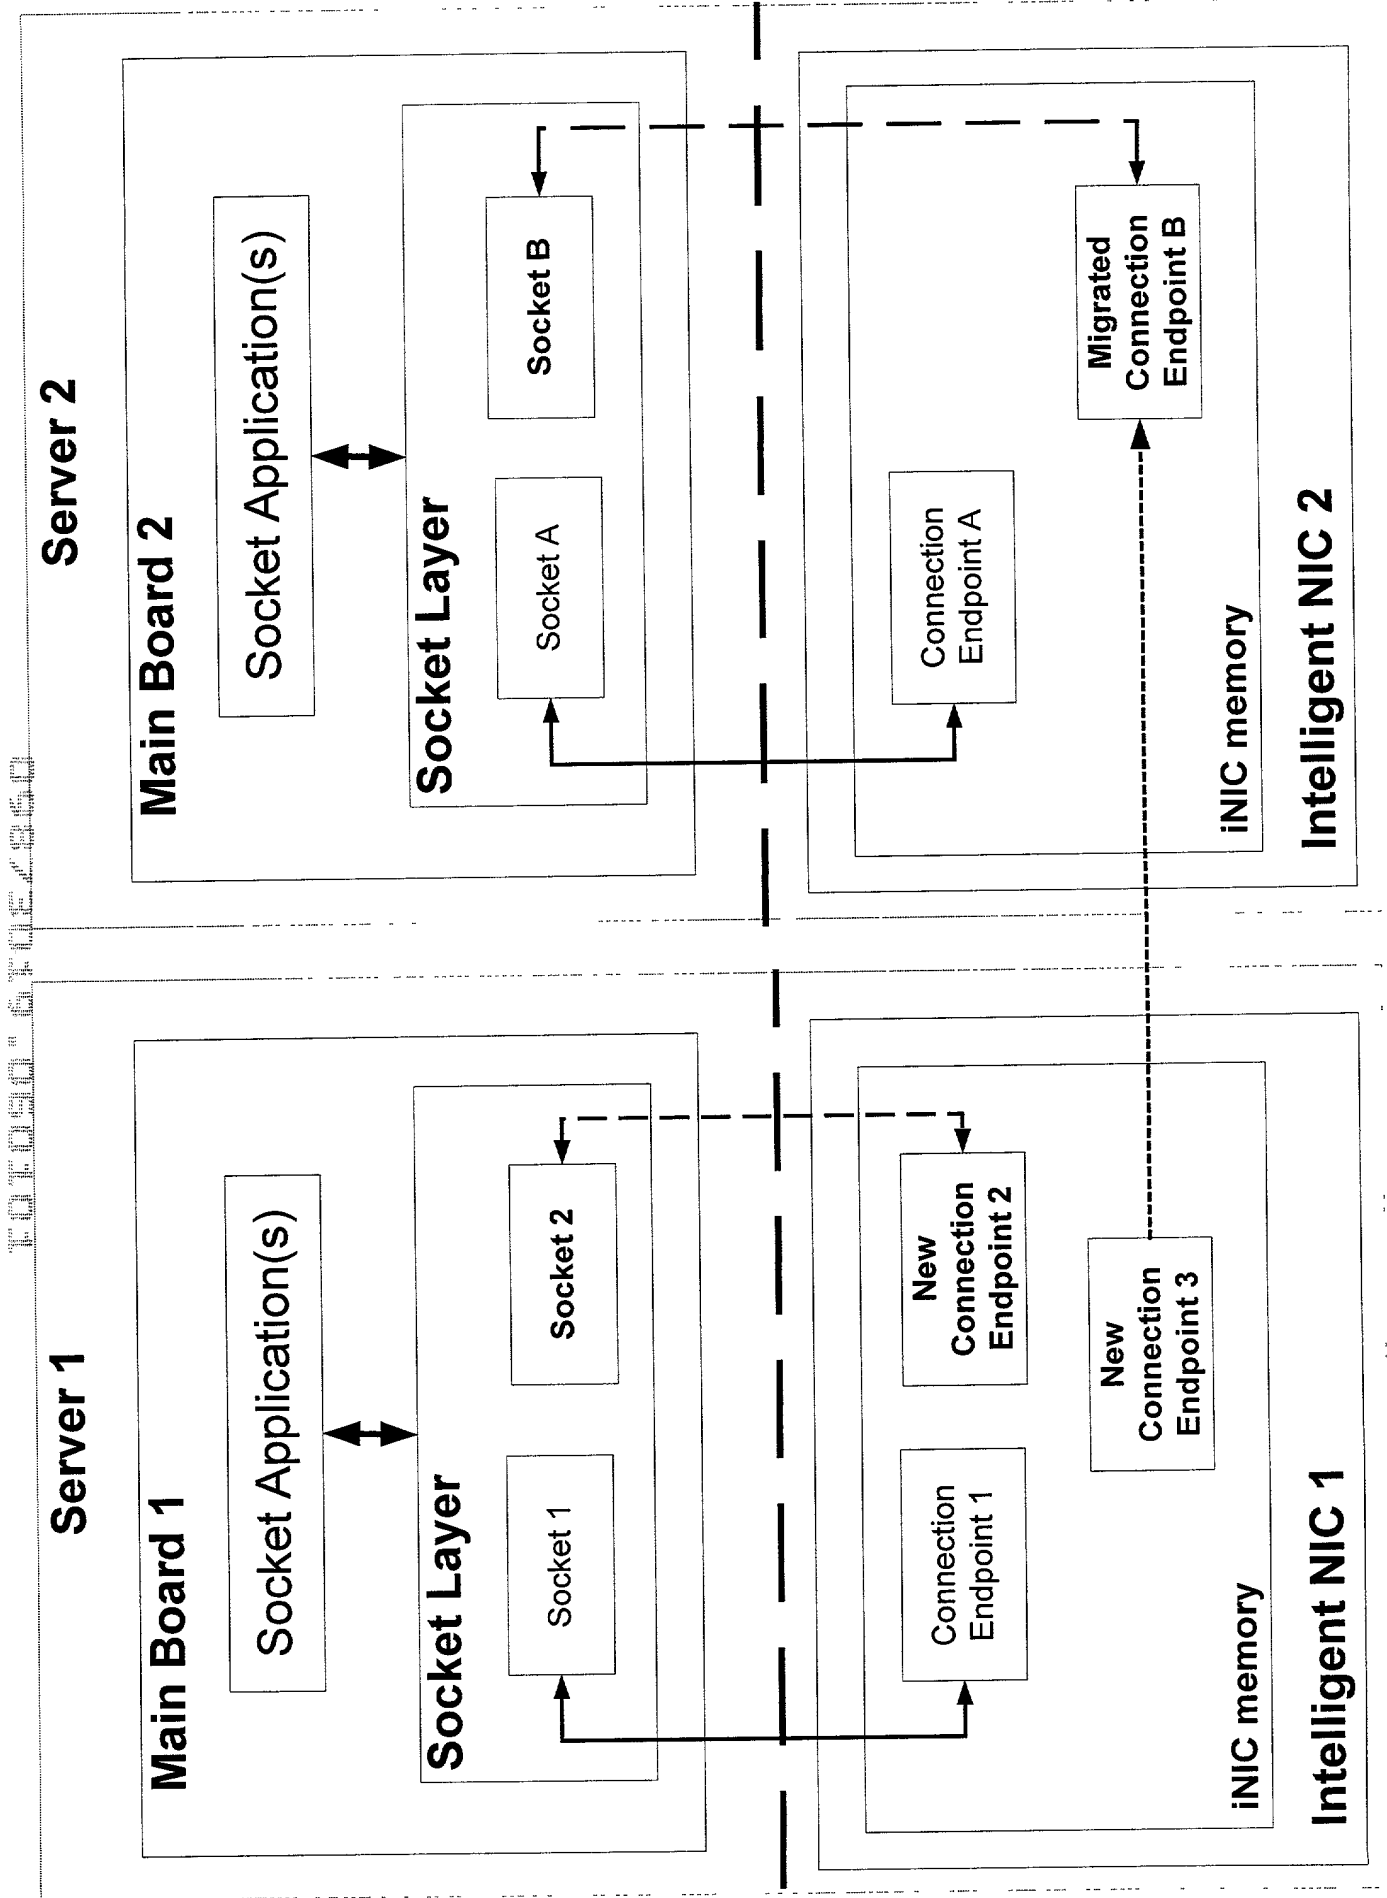 Server 1
Main Board 1
Socket Application(s)
Socket Layer
Socket 1
Socket 2
Connection
Endpoint 1
New
Connection
Endpoint 2
New
Connection
Endpoint 3
iNIC memory
Intelligent NIC 1
Server 2
Main Board 2
Socket Application(s)
Socket Layer
Socket A
Socket B
Connection
Endpoint A
Migrated
Connection
Endpoint B
iNIC memory
Intelligent NIC 2